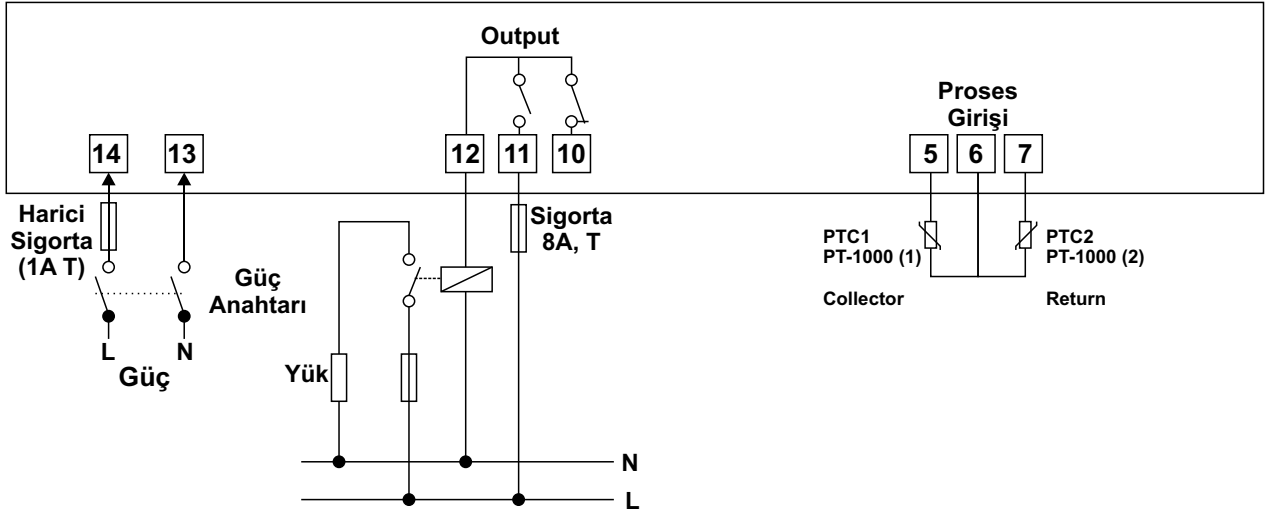 Output
Proses
Girişi
14
13
12
11
10
5
6
7
Harici
Sigorta
(1A T)
Güç
Anahtarı
L
N
Güç
Sigorta
8A, T
Yük
N
L
PTC1
PT-1000 (1)
Collector
PTC2
PT-1000 (2)
Return